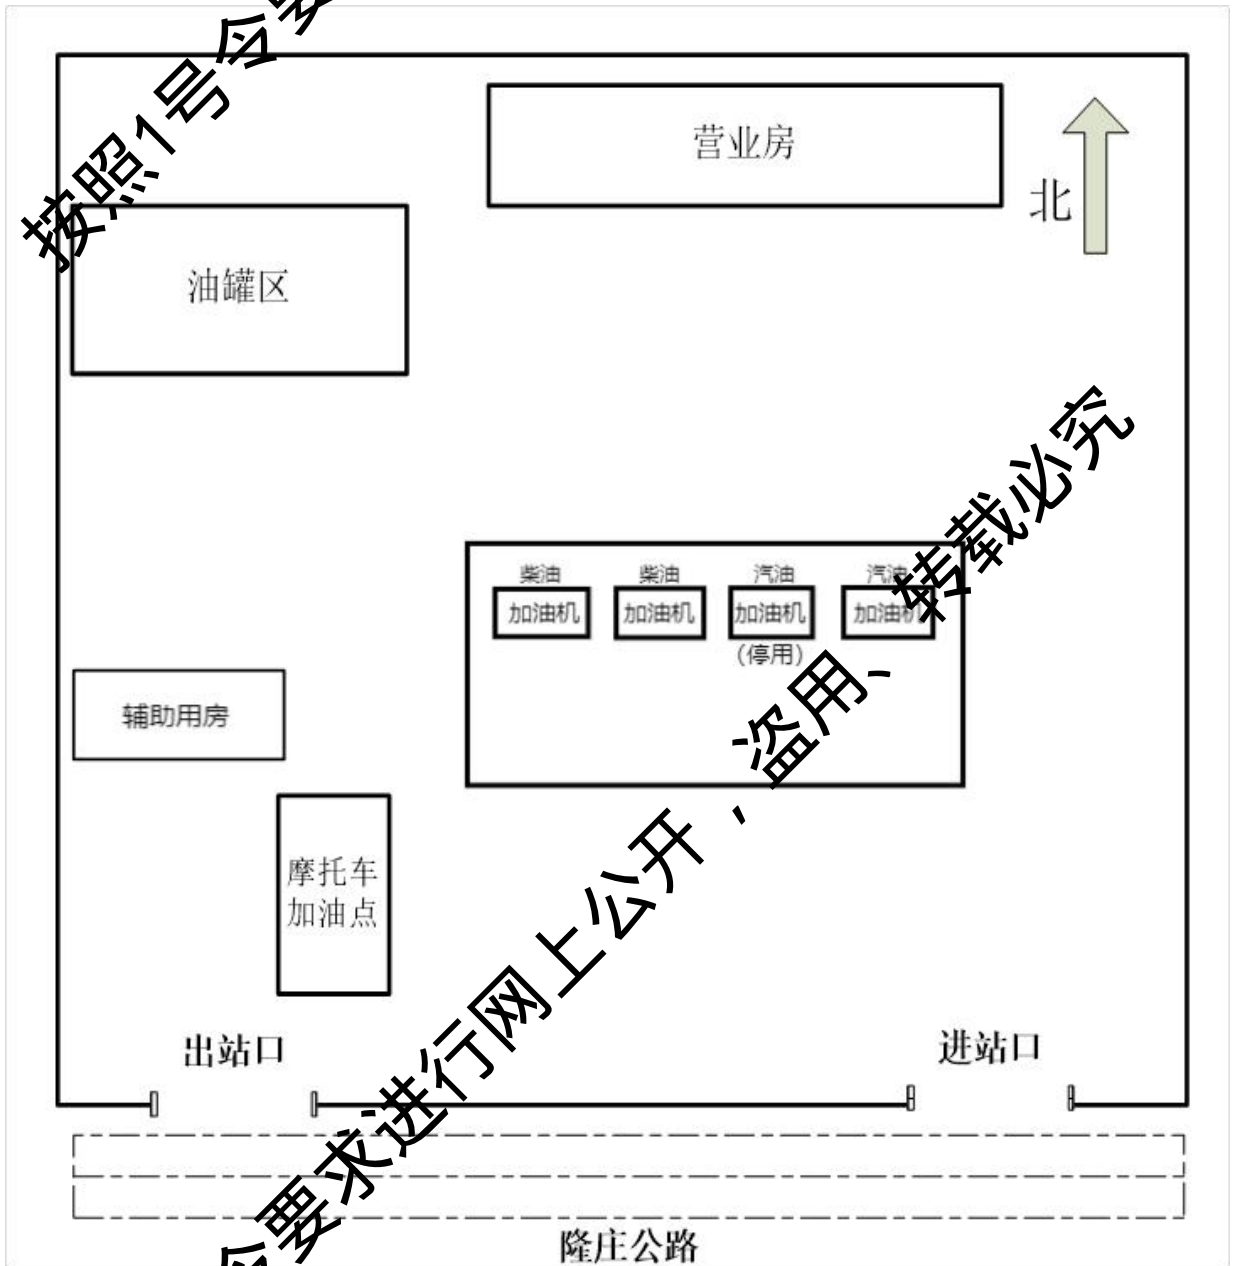 按照1号令要
营业房
北
油罐区
柴油 柴油 汽油 汽油
加油机 加油机 加油机 加油机
(停用)
辅助用房
摩托车
加油点
出站口 进站口
隆庄公路
令要求进行网上公开，盗用、转载必究